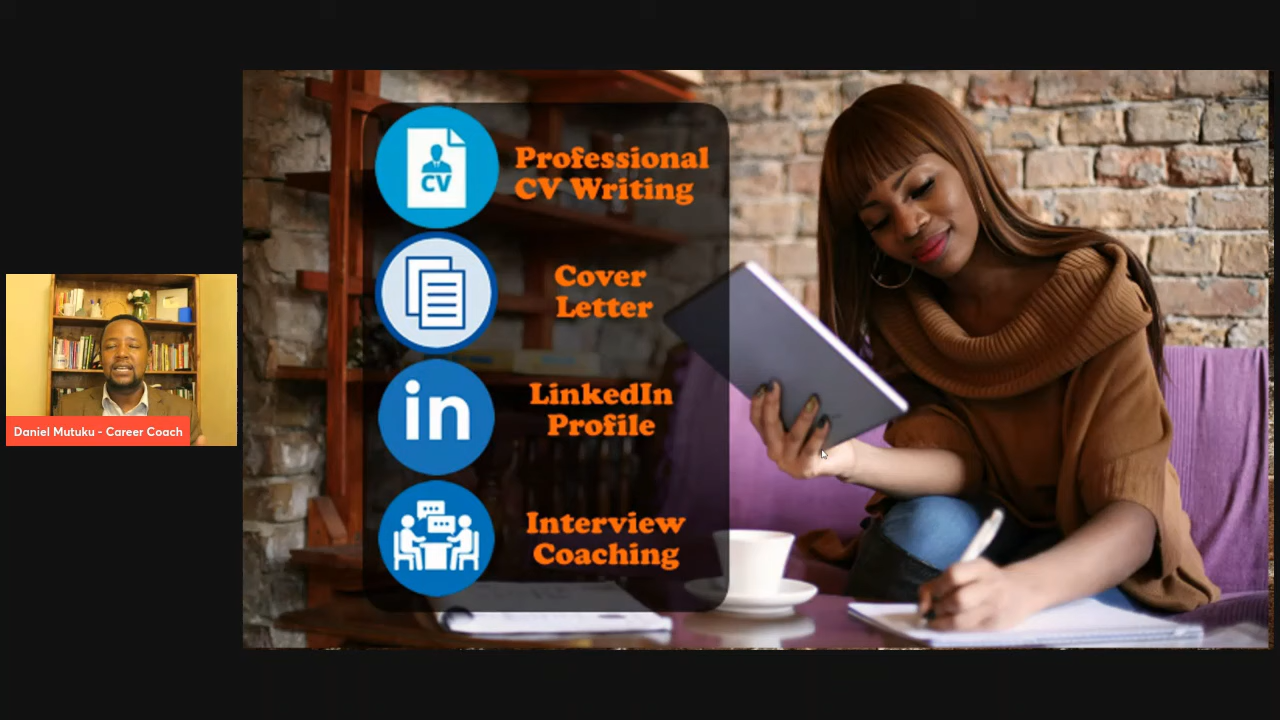 CV
Professional
CV Writing
Cover
Letter
in
LinkedIn
Profile
Interview
Coaching
Daniel Mutuku - Career Coach